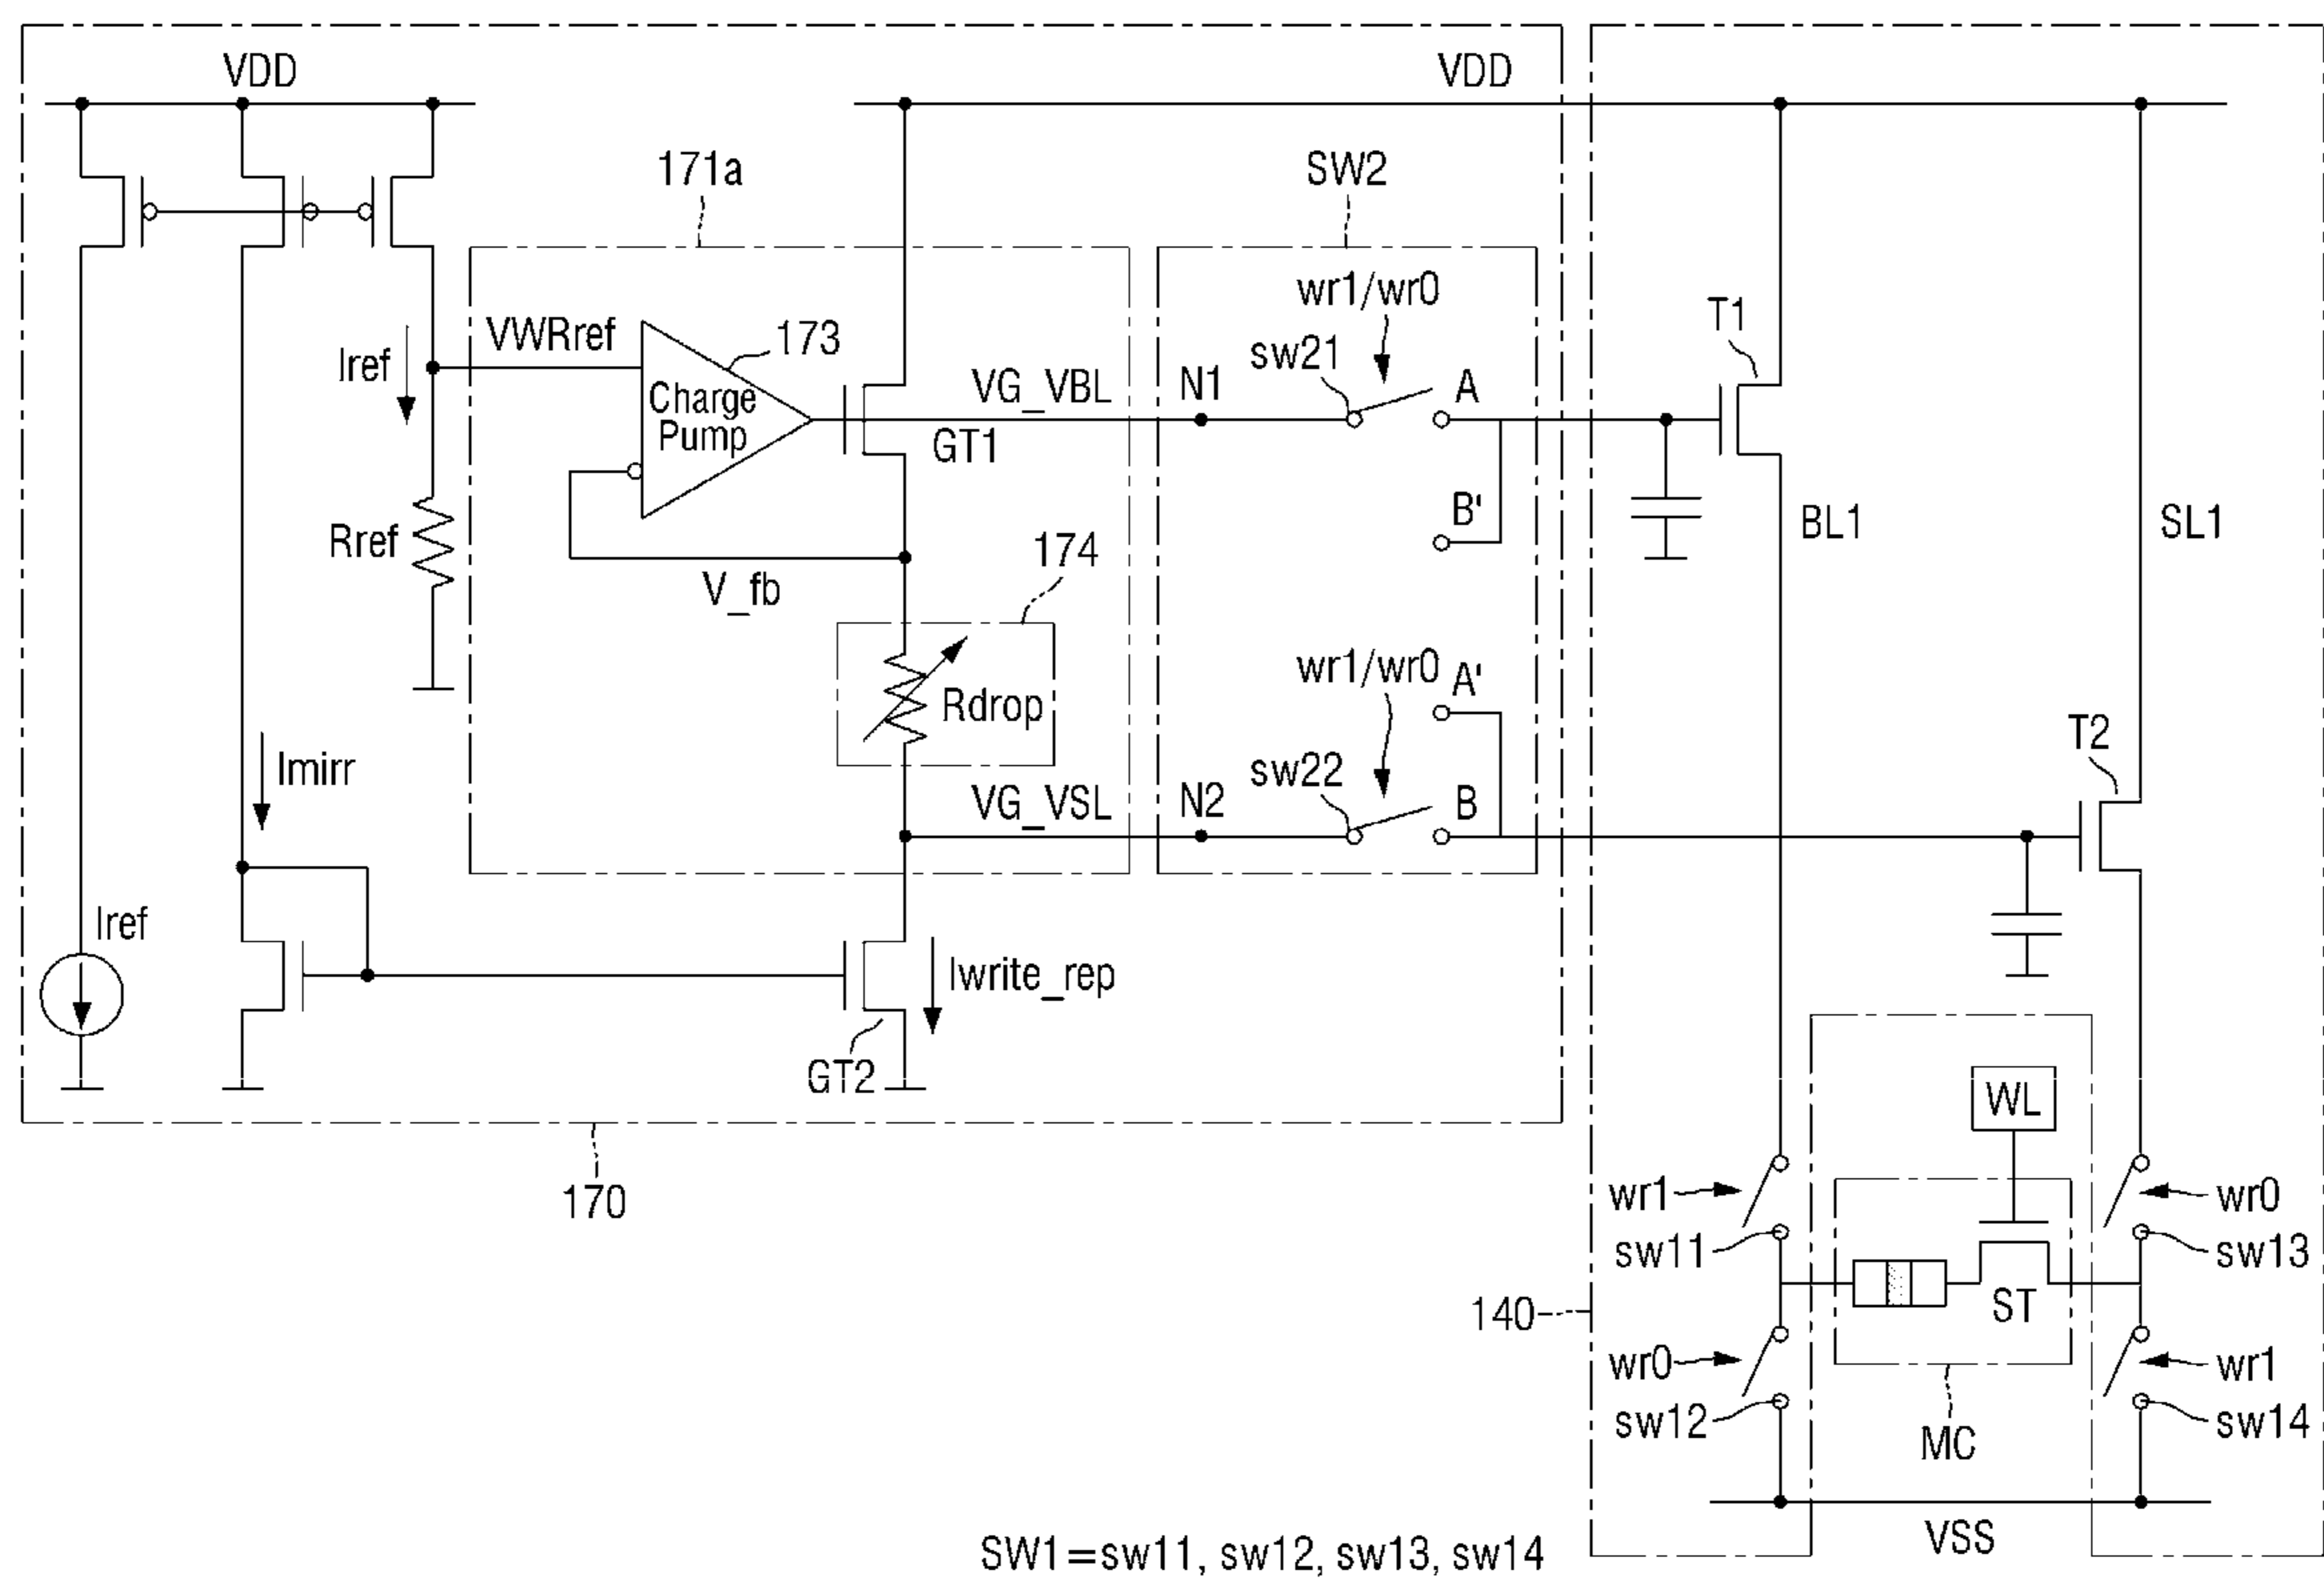 VDD
VDD
171a
SW2
wr1/wr0
T1
VWRref
173
Iref
sw21
Charge
Pump
VG_VBL
N1
A
GT1
B'
Rref
174
BL1
SL1
V_fb
wr1/wr0
A'
Rdrop
T2
Imirr
sw22
VG_VSL
N2
B
Iref
Iwrite_rep
GT2
WL
170
wr1
wr0
sw11
sw13
ST
140
wr0
wr1
sw12
MC
sw14
VSS
SW1=sw11, sw12, sw13, sw14